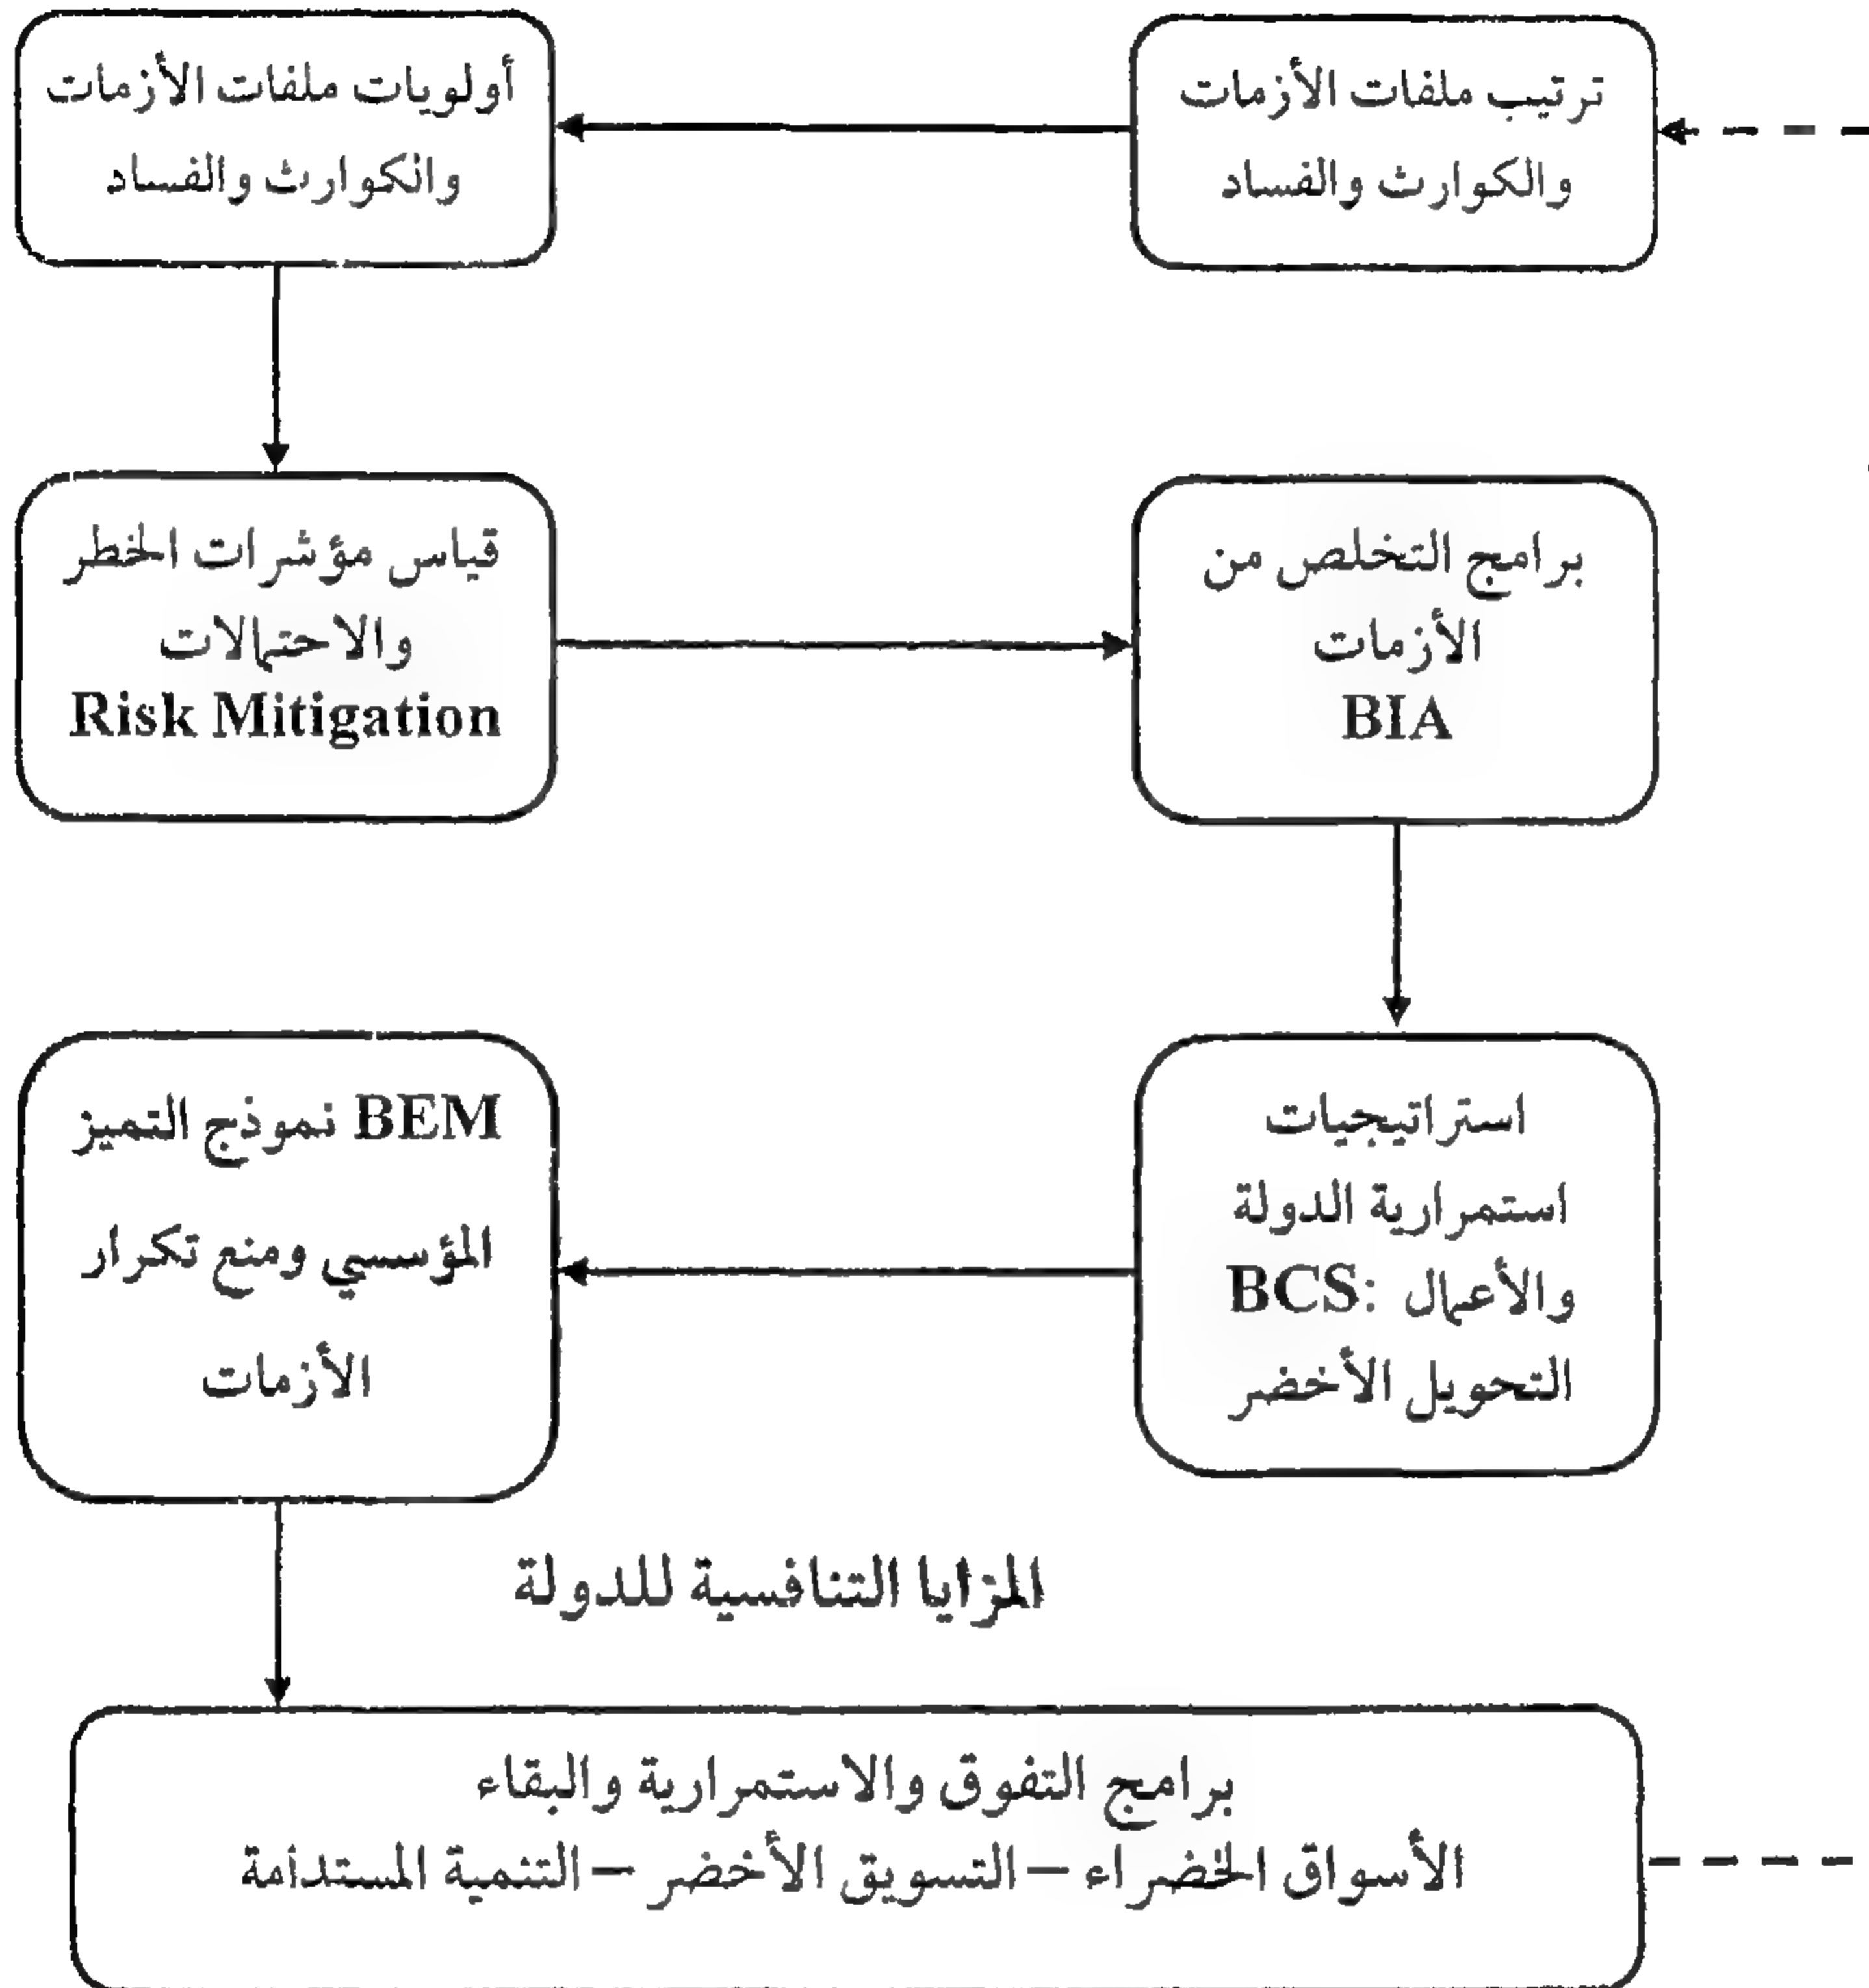 ترتيب ملفات الأزمات
والكوارث والفساد
أولويات ملفات الأزمات
والكوارث والفساد
قياس مؤشرات الخطر
والاحتمالات
Risk Mitigation
برامج التخلص من
الأزمات
BIA
استراتيجيات
استمرارية الدولة
والأعمال :BCS
التحويل الأخضر
BEM نموذج التميز
المؤسسي ومنع تكرار
الأزمات
المزايا التنافسية للدولة
برامج التفوق والاستمرارية والبقاء
الأسواق الخضراء – التسويق الأخضر – التنمية المستدامة